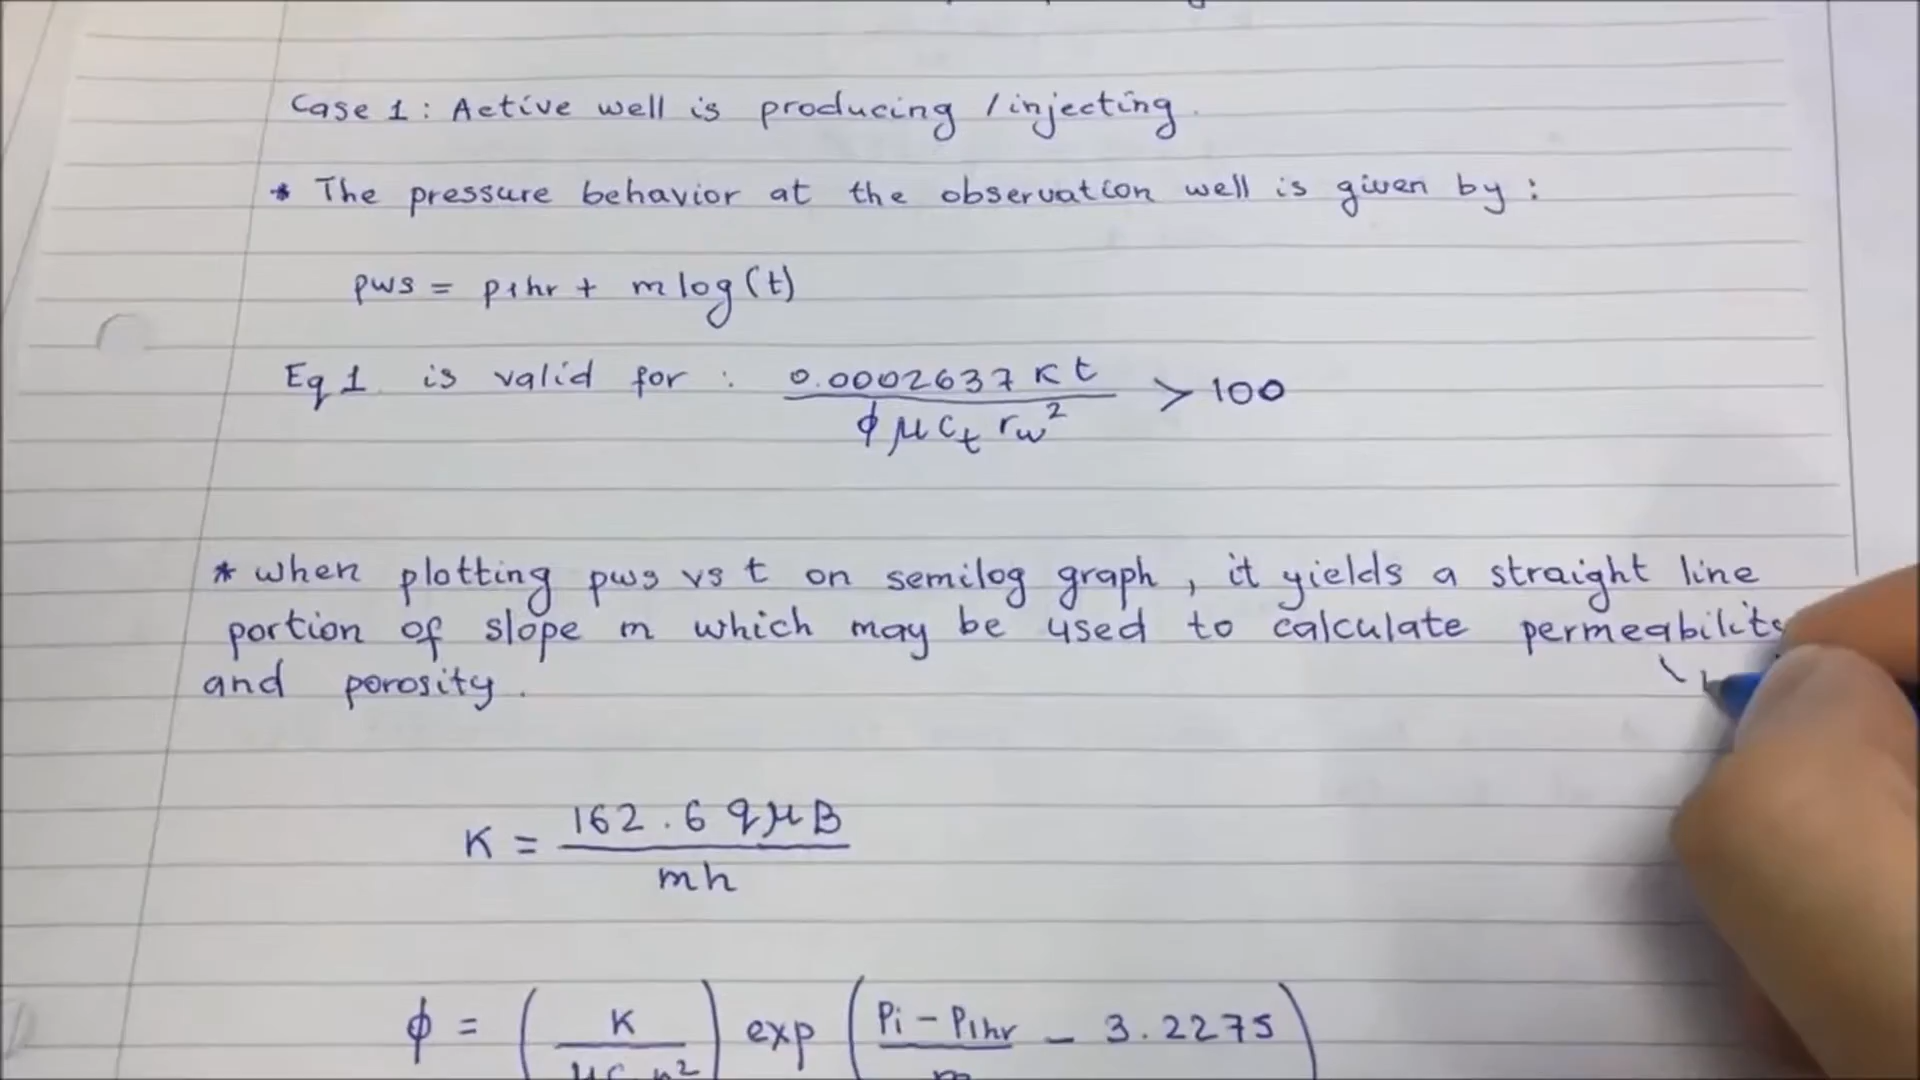 Case 1: Active well is producing / injecting.
* The pressure behavior at the observation well is given by:
pws = p1hr + m log(t)
Eq 1 is valid for : 0.0002637 K t / ϕ μ ct rw² > 100
* when plotting pws vs t on semilog graph, it yields a straight line
portion of slope m which may be used to calculate permeability
and porosity.
K = 162.6 q μ B / mh
ϕ = ( K / μ c ²) exp ( Pi - P1hr / m - 3.2275 )